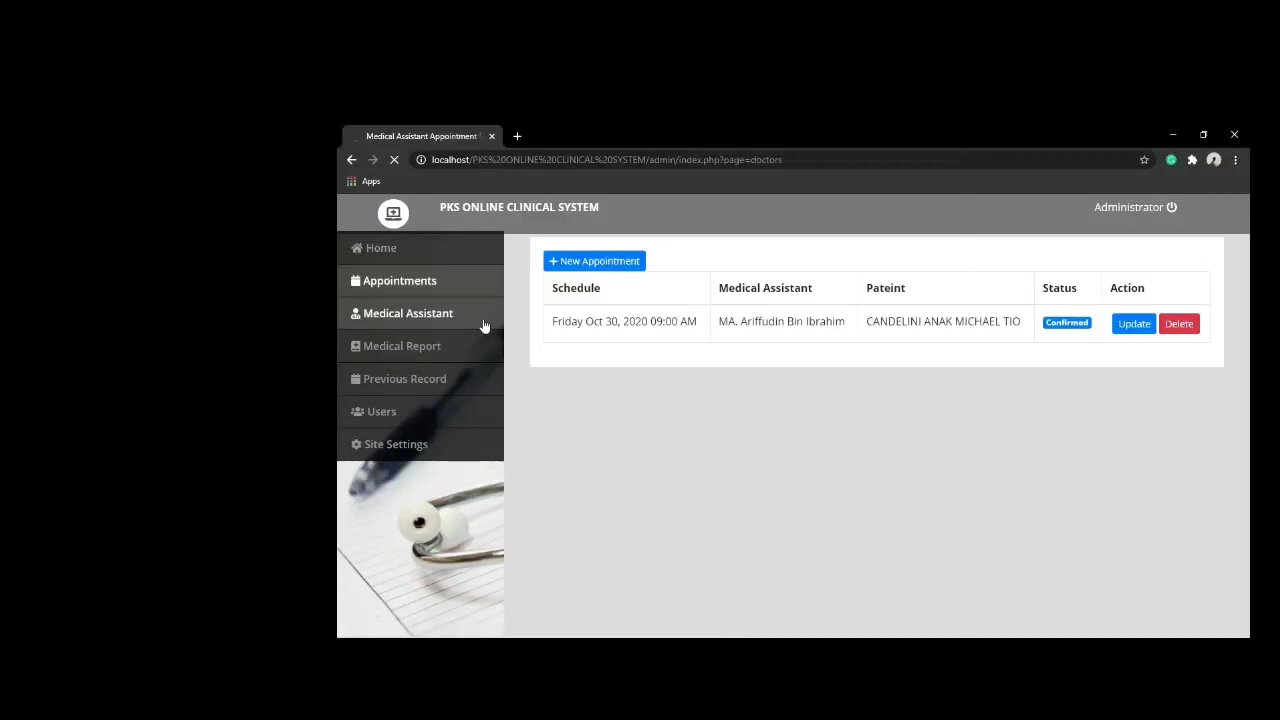 Medical Assistant Appointment
localhost/PKS%20ONLINE%20CLINICAL%20SYSTEM/admin/index.php?page=doctors
Apps
PKS ONLINE CLINICAL SYSTEM
Administrator
Home
Appointments
Medical Assistant
Medical Report
Previous Record
Users
Site Settings
+ New Appointment
Schedule Medical Assistant Pateint Status Action
Friday Oct 30, 2020 09:00 AM MA. Ariffudin Bin Ibrahim CANDELINI ANAK MICHAEL TIO Confirmed Update Delete